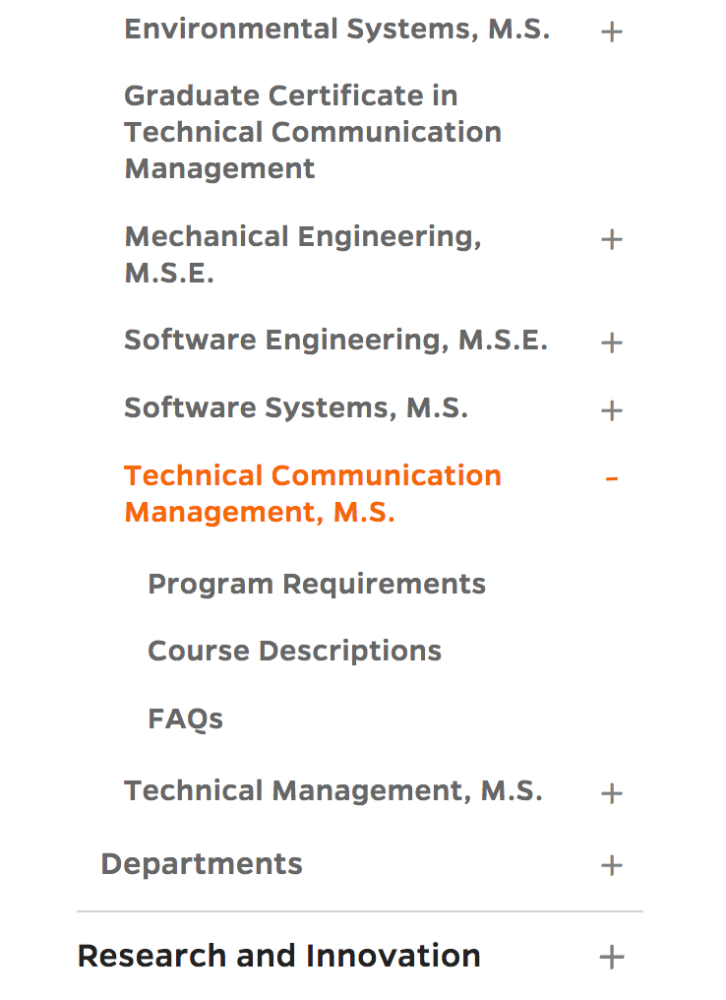 Environmental Systems, M.S. +
Graduate Certificate in
Technical Communication
Management
Mechanical Engineering, +
M.S.E.
Software Engineering, M.S.E. +
Software Systems, M.S. +
Technical Communication -
Management, M.S.
Program Requirements
Course Descriptions
FAQs
Technical Management, M.S. +
Departments +
Research and Innovation +